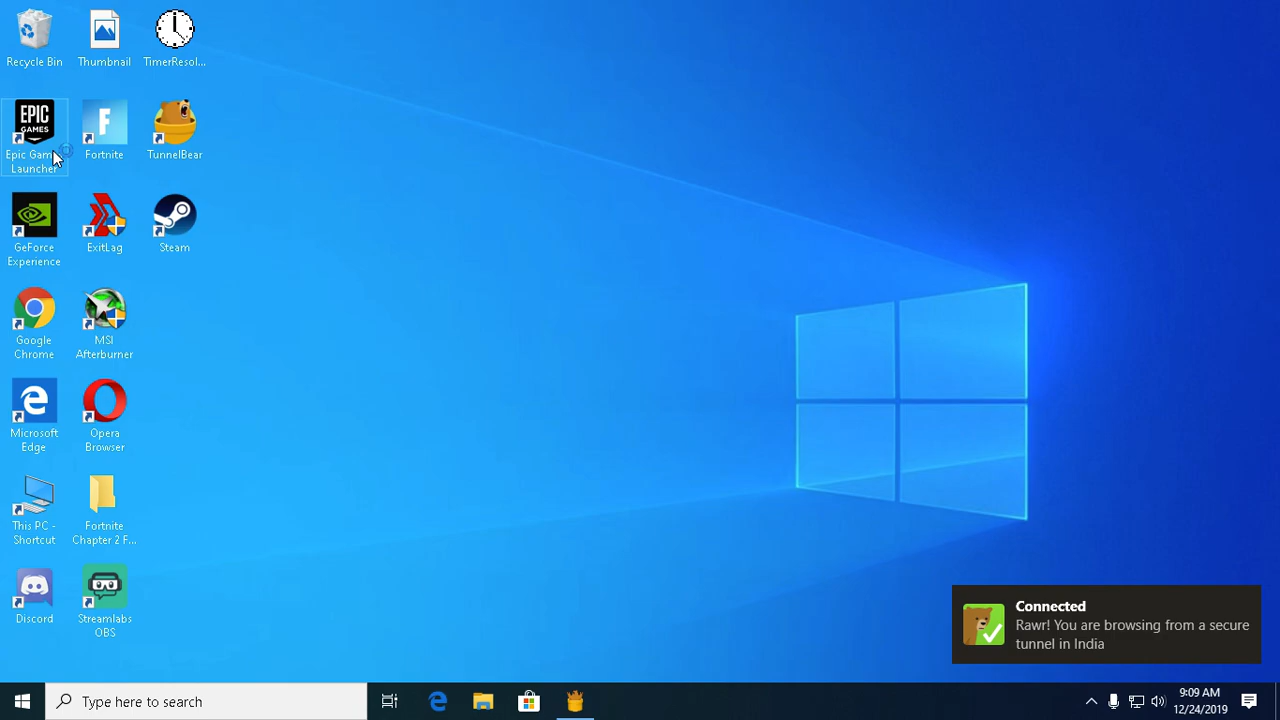 Recycle Bin
Thumbnail
TimerResol...
EPIC
GAMES
Epic Gam
Launcher
F
Fortnite
TunnelBear
GeForce
Experience
ExitLag
Steam
Google
Chrome
MSI
Afterburner
Microsoft
Edge
Opera
Browser
This PC -
Shortcut
Fortnite
Chapter 2 F...
Discord
Streamlabs
OBS
Connected
Rawr! You are browsing from a secure
tunnel in India
Type here to search
9:09 AM
12/24/2019